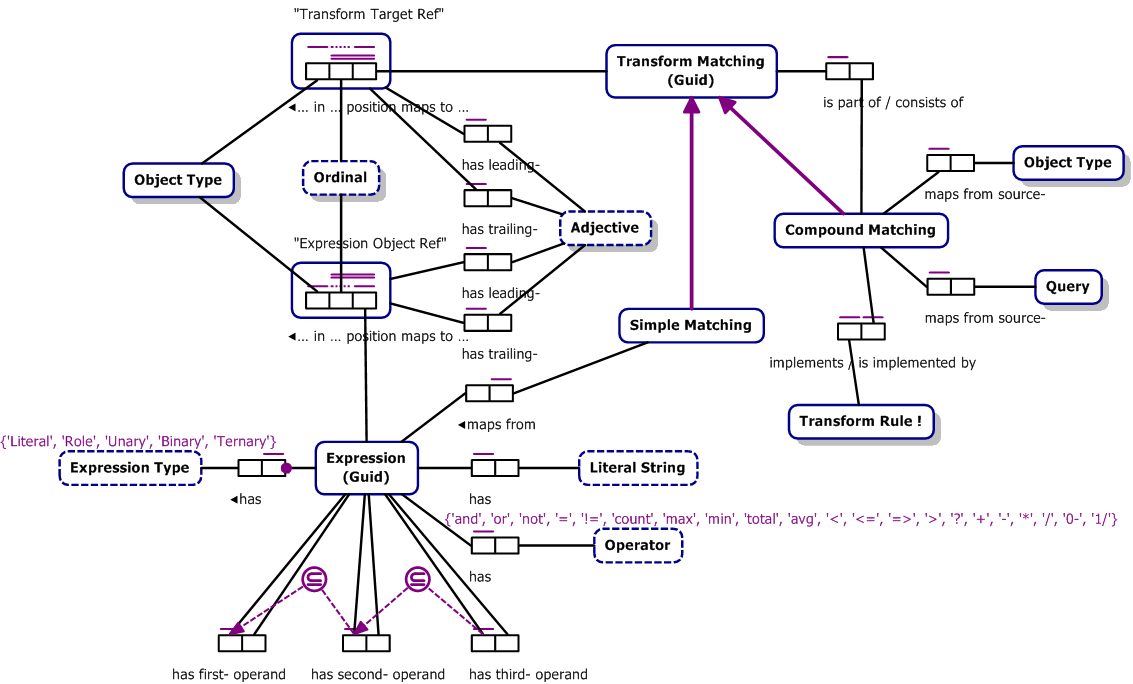 "Transform Target Ref"
Transform Matching
(Guid)
◄... in ... position maps to ...
is part of / consists of
has leading-
Object Type
maps from source-
Object Type
Ordinal
has trailing-
Adjective
Compound Matching
"Expression Object Ref"
has leading-
Query
maps from source-
Simple Matching
◄... in ... position maps to ...
has trailing-
implements / is implemented by
Transform Rule !
◄maps from
{'Literal', 'Role', 'Unary', 'Binary', 'Ternary'}
Expression Type
Expression
(Guid)
Literal String
◄has
has
{'and', 'or', 'not', '=', '!=', 'count', 'max', 'min', 'total', 'avg', '<', '<=', '=>', '>', '?', '+', '-', '*', '/', '0-', '1/'}
Operator
has
has first- operand
has second- operand
has third- operand